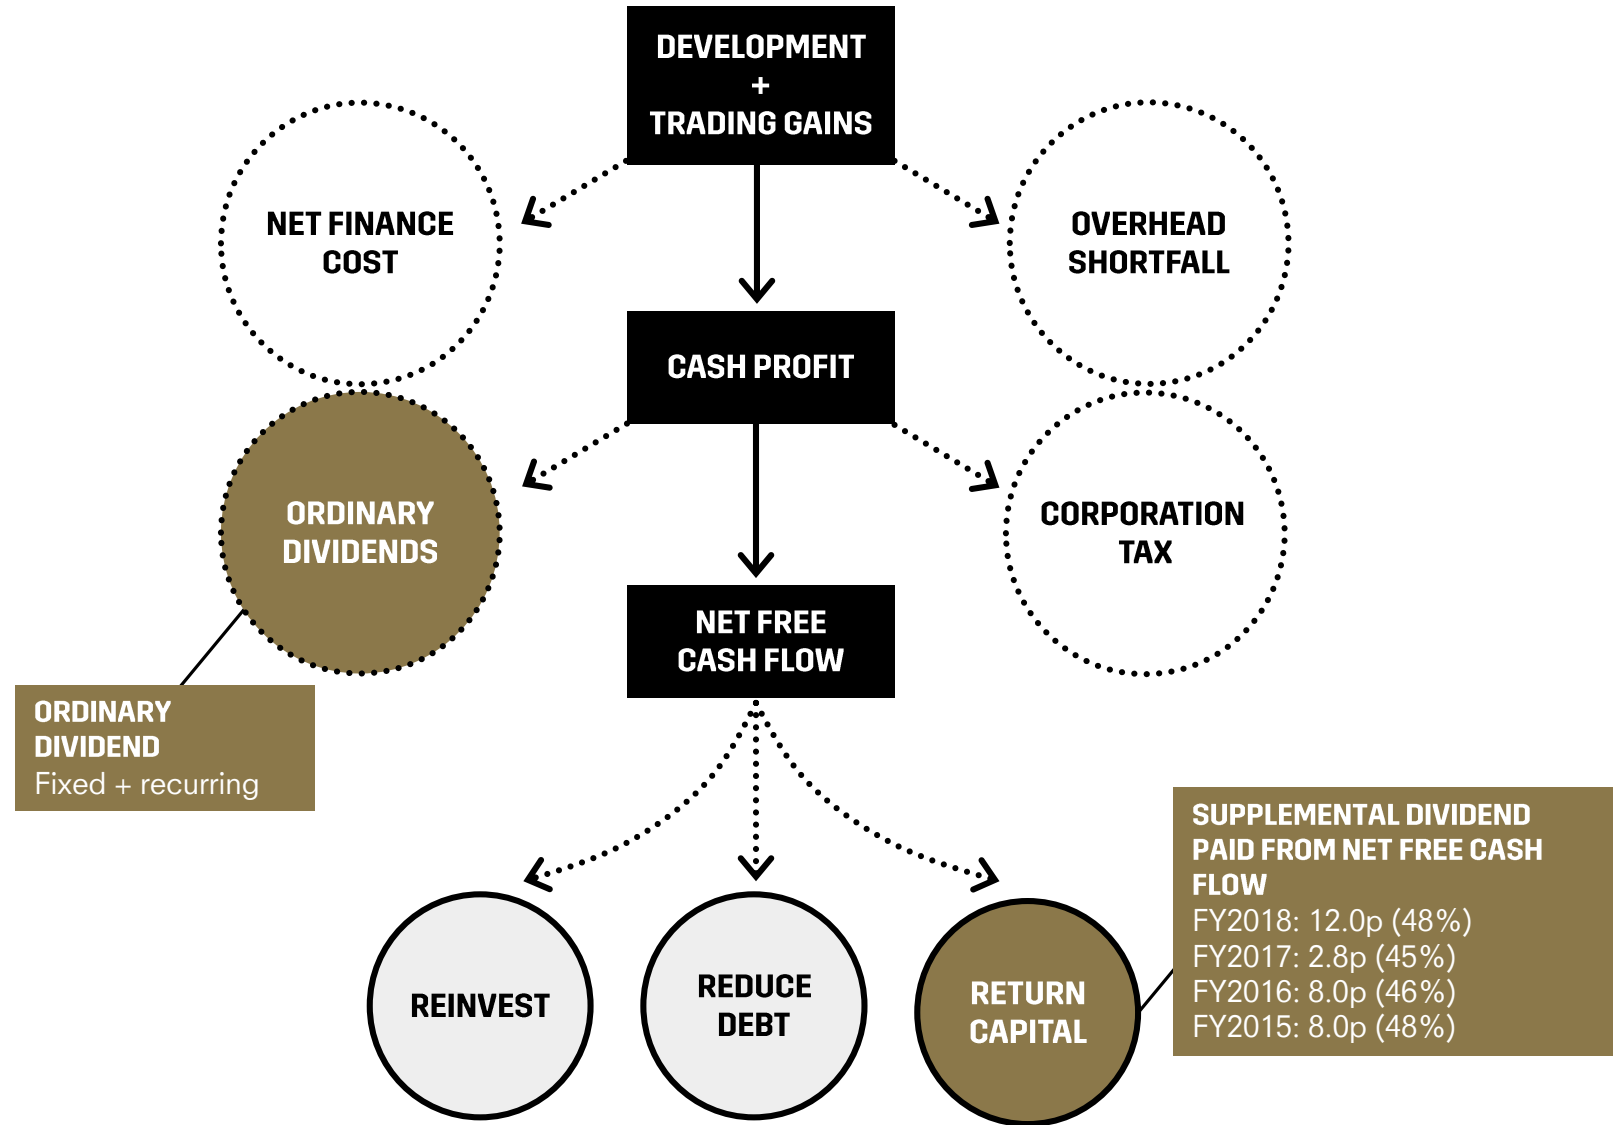 DEVELOPMENT
+
TRADING GAINS
NET FINANCE
COST
OVERHEAD
SHORTFALL
CASH PROFIT
ORDINARY
DIVIDENDS
CORPORATION
TAX
NET FREE
CASH FLOW
ORDINARY
DIVIDEND
Fixed + recurring
SUPPLEMENTAL DIVIDEND
PAID FROM NET FREE CASH
FLOW
FY2018: 12.0p (48%)
FY2017: 2.8p (45%)
FY2016: 8.0p (46%)
FY2015: 8.0p (48%)
REINVEST
REDUCE
DEBT
RETURN
CAPITAL